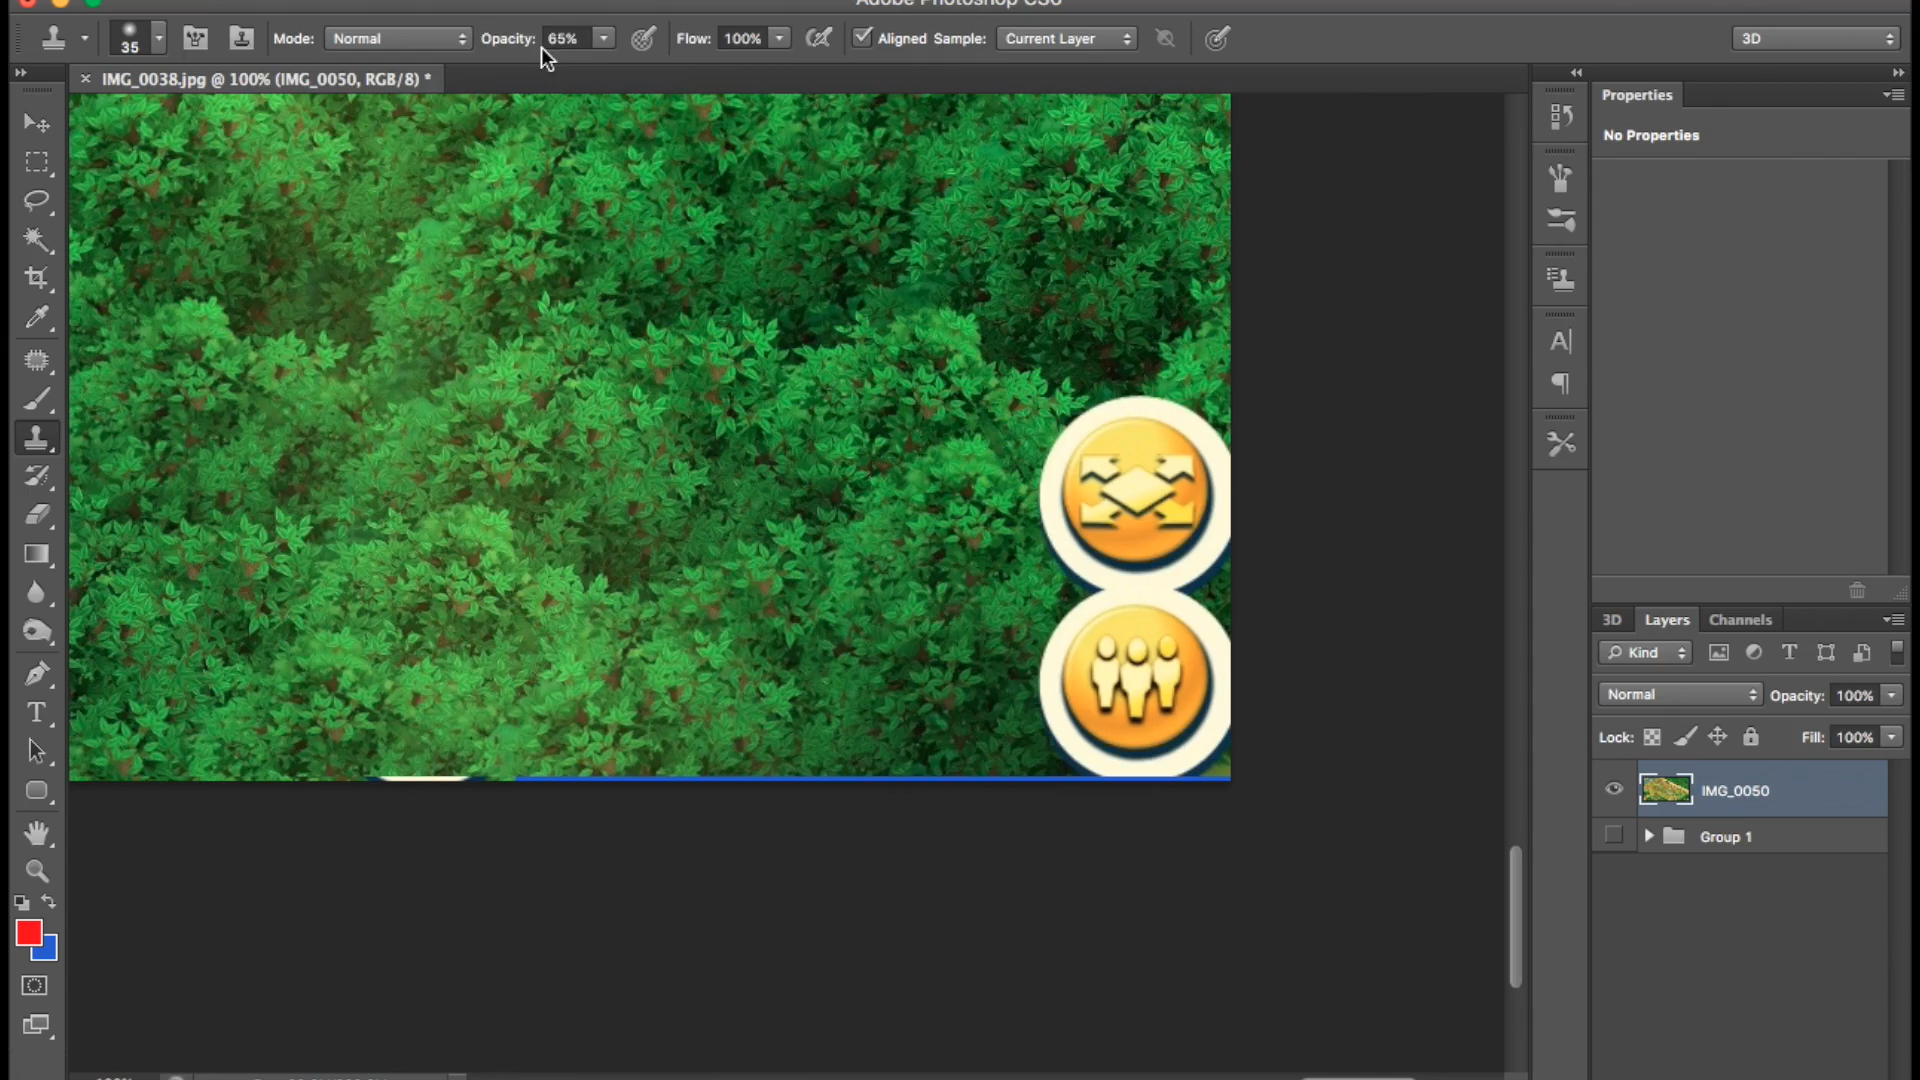 Adobe Photoshop CS6
35 Mode: Normal Opacity: 65% Flow: 100% Aligned Sample: Current Layer 3D
× IMG_0038.jpg @ 100% (IMG_0050, RGB/8) *
Properties
No Properties
3D Layers Channels
Kind
Normal Opacity: 100%
Lock: Fill: 100%
IMG_0050
Group 1